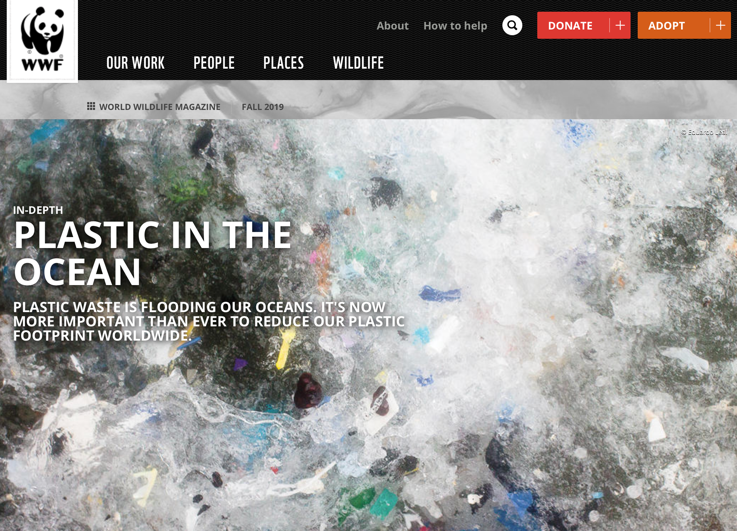 WWF
About
How to help
DONATE
ADOPT
OUR WORK
PEOPLE
PLACES
WILDLIFE
WORLD WILDLIFE MAGAZINE
FALL 2019
IN-DEPTH
PLASTIC IN THE
OCEAN
PLASTIC WASTE IS FLOODING OUR OCEANS. IT'S NOW
MORE IMPORTANT THAN EVER TO REDUCE OUR PLASTIC
FOOTPRINT WORLDWIDE.